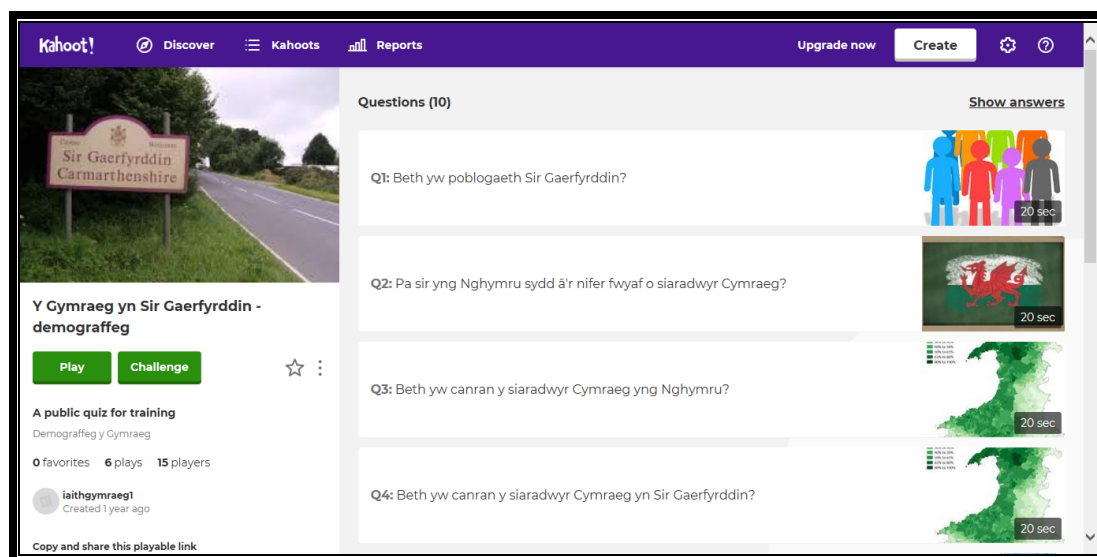 Kahoot!
Discover
Kahoots
Reports
Upgrade now
Create
Croeso
Welcome
Sir Gaerfyrddin
Carmarthenshire
Y Gymraeg yn Sir Gaerfyrddin -
demograffeg
Play
Challenge
A public quiz for training
Demograffeg y Gymraeg
0 favorites 6 plays 15 players
iaithgymraeg1
Created 1 year ago
Copy and share this playable link
Questions (10)
Show answers
Q1: Beth yw poblogaeth Sir Gaerfyrddin?
20 sec
Q2: Pa sir yng Nghymru sydd â'r nifer fwyaf o siaradwyr Cymraeg?
20 sec
Q3: Beth yw canran y siaradwyr Cymraeg yng Nghymru?
20 sec
Q4: Beth yw canran y siaradwyr Cymraeg yn Sir Gaerfyrddin?
20 sec